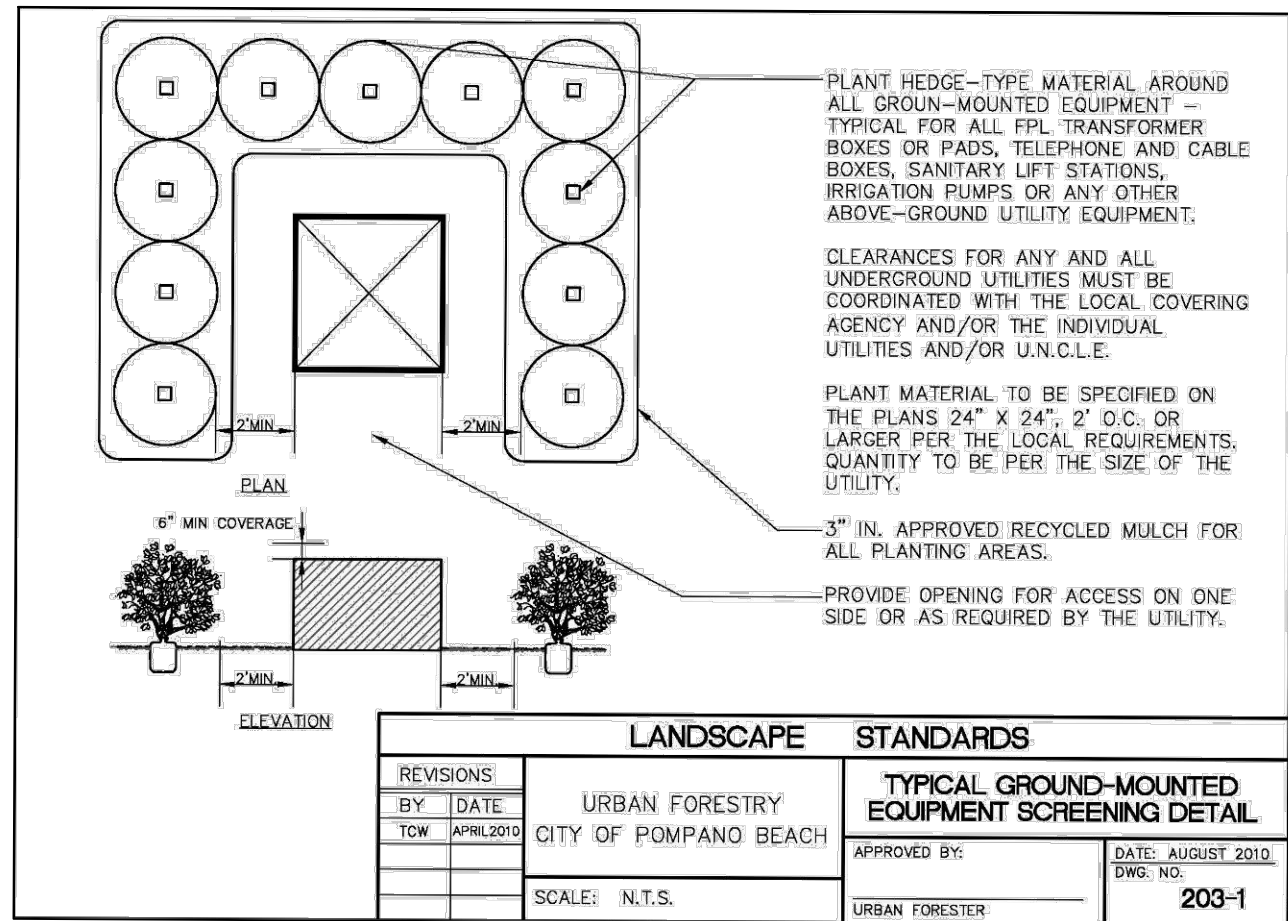 PLANT HEDGE-TYPE MATERIAL AROUND
ALL GROUN-MOUNTED EQUIPMENT -
TYPICAL FOR ALL FPL TRANSFORMER
BOXES OR PADS, TELEPHONE AND CABLE
BOXES, SANITARY LIFT STATIONS,
IRRIGATION PUMPS OR ANY OTHER
ABOVE-GROUND UTILITY EQUIPMENT.
CLEARANCES FOR ANY AND ALL
UNDERGROUND UTILITIES MUST BE
COORDINATED WITH THE LOCAL COVERING
AGENCY AND/OR THE INDIVIDUAL
UTILITIES AND/OR U.N.C.L.E.
PLANT MATERIAL TO BE SPECIFIED ON
THE PLANS 24" X 24", 2' O.C. OR
LARGER PER THE LOCAL REQUIREMENTS.
QUANTITY TO BE PER THE SIZE OF THE
UTILITY.
3" IN. APPROVED RECYCLED MULCH FOR
ALL PLANTING AREAS.
PROVIDE OPENING FOR ACCESS ON ONE
SIDE OR AS REQUIRED BY THE UTILITY.
2'MIN
2'MIN
PLAN
6" MIN COVERAGE
2'MIN
2'MIN
ELEVATION
LANDSCAPE STANDARDS
REVISIONS
BY DATE
TCW APRIL2010
URBAN FORESTRY
CITY OF POMPANO BEACH
SCALE: N.T.S.
TYPICAL GROUND-MOUNTED
EQUIPMENT SCREENING DETAIL
APPROVED BY:
URBAN FORESTER
DATE: AUGUST 2010
DWG. NO.
203-1